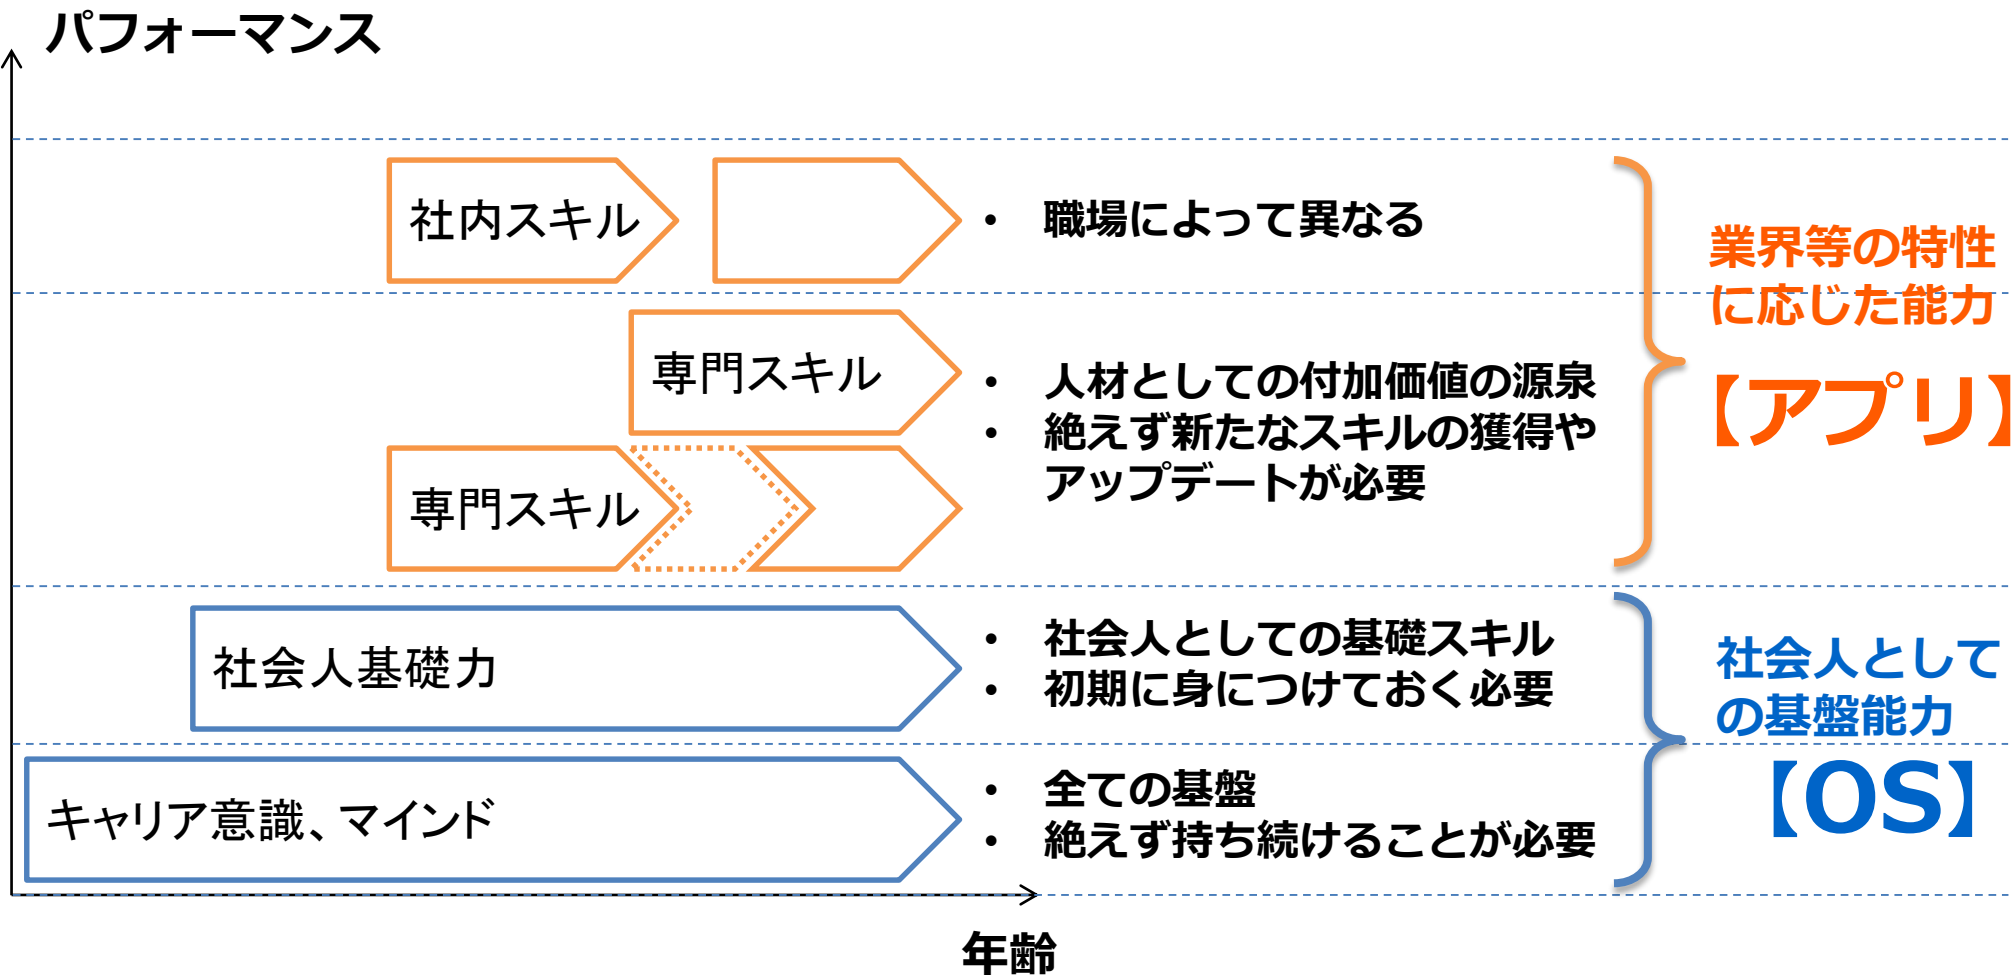 パフォーマンス
社内スキル
• 職場によって異なる
業界等の特性
に応じた能力
【アプリ】
専門スキル
専門スキル
• 人材としての付加価値の源泉
• 絶えず新たなスキルの獲得や
アップデートが必要
社会人基礎力
• 社会人としての基礎スキル
• 初期に身につけておく必要
社会人として
の基盤能力
【OS】
キャリア意識、マインド
• 全ての基盤
• 絶えず持ち続けることが必要
年齢